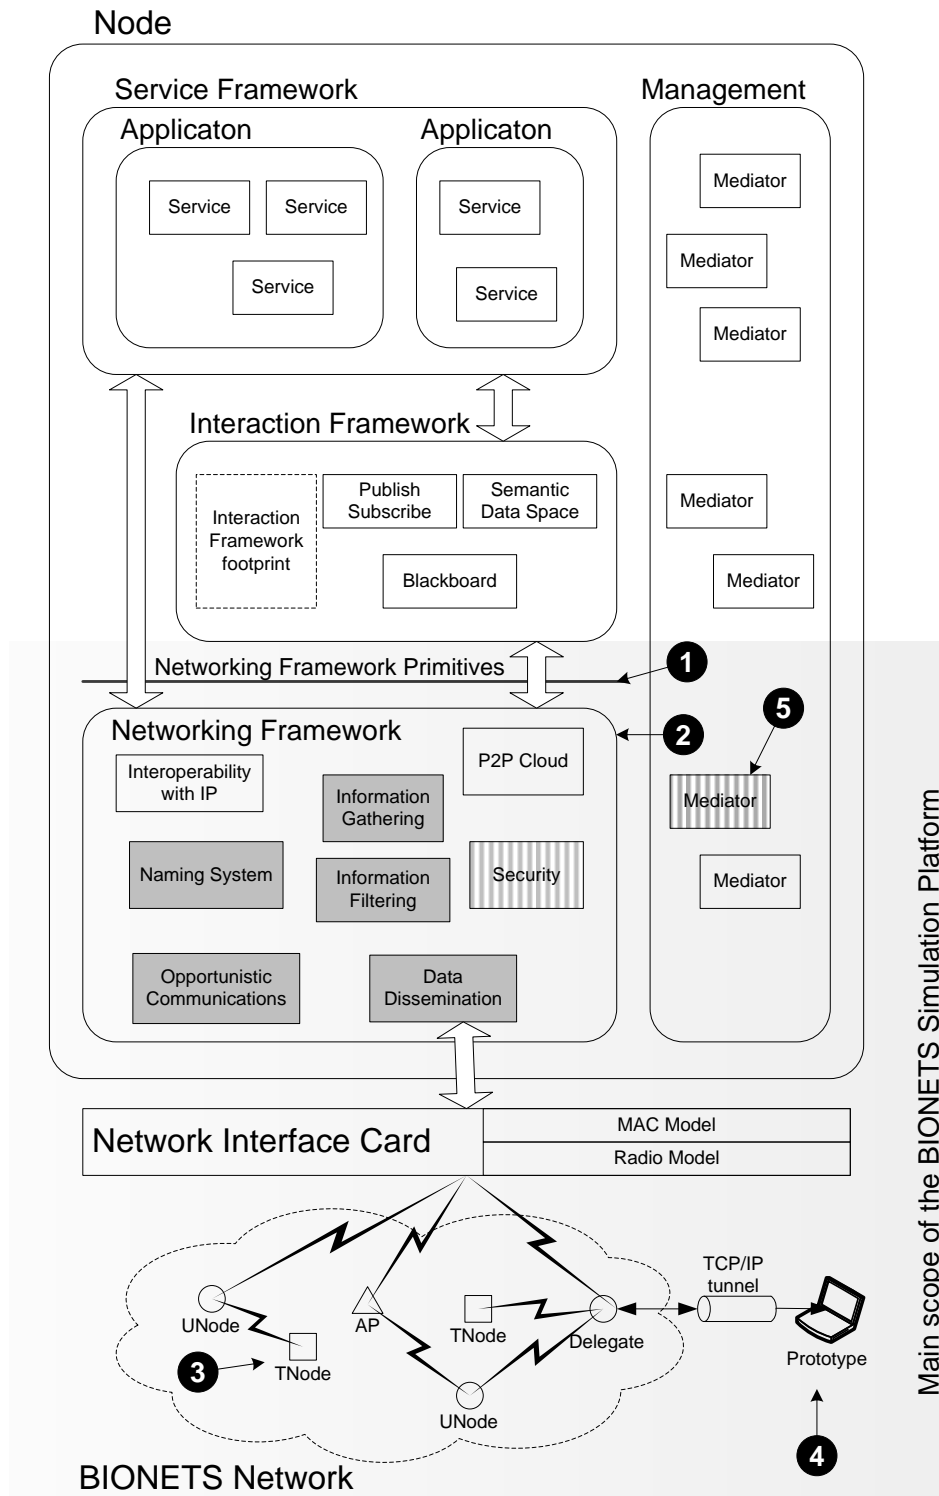 Node
Service Framework
Management
Applicaton
Applicaton
Service
Service
Service
Service
Service
Mediator
Mediator
Mediator
Interaction Framework
Interaction
Framework
footprint
Publish
Subscribe
Semantic
Data Space
Blackboard
Mediator
Mediator
Networking Framework Primitives
1
Networking Framework
2
5
Interoperability
with IP
Information
Gathering
P2P Cloud
Mediator
Naming System
Information
Filtering
Security
Mediator
Opportunistic
Communications
Data
Dissemination
Main scope of the BIONETS Simulation Platform
Network Interface Card
MAC Model
Radio Model
TCP/IP
tunnel
UNode
AP
TNode
Delegate
Prototype
3
TNode
UNode
4
BIONETS Network